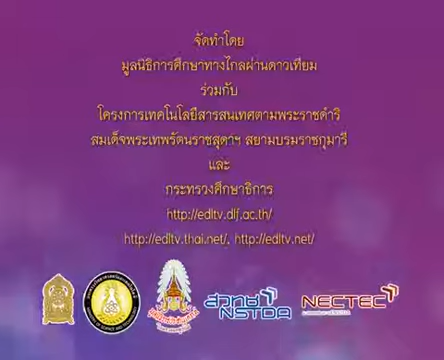 จัดทำโดย
มูลนิธิการศึกษาทางไกลผ่านดาวเทียม
ร่วมกับ
โครงการเทคโนโลยีสารสนเทศตามพระราชดำริ
สมเด็จพระเทพรัตนราชสุดาฯ สยามบรมราชกุมารี
และ
กระทรวงศึกษาธิการ
http://edltv.dlf.ac.th/
http://edltv.thai.net/, http://edltv.net/
สวทช NSTDA
NECTEC